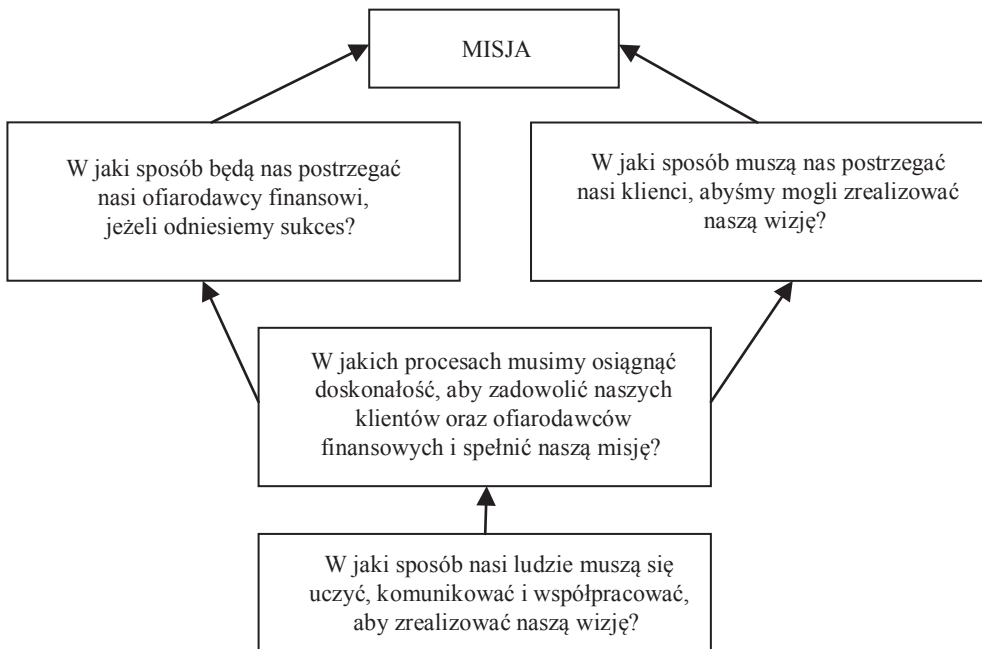 MISJA
W jaki sposób będą nas postrzegać
nasi ofiarodawcy finansowi,
jeżeli odniesiemy sukces?
W jaki sposób muszą nas postrzegać
nasi klienci, abyśmy mogli zrealizować
naszą wizję?
W jakich procesach musimy osiągnąć
doskonałość, aby zadowolić naszych
klientów oraz ofiarodawców
finansowych i spełnić naszą misję?
W jaki sposób nasi ludzie muszą się
uczyć, komunikować i współpracować,
aby zrealizować naszą wizję?